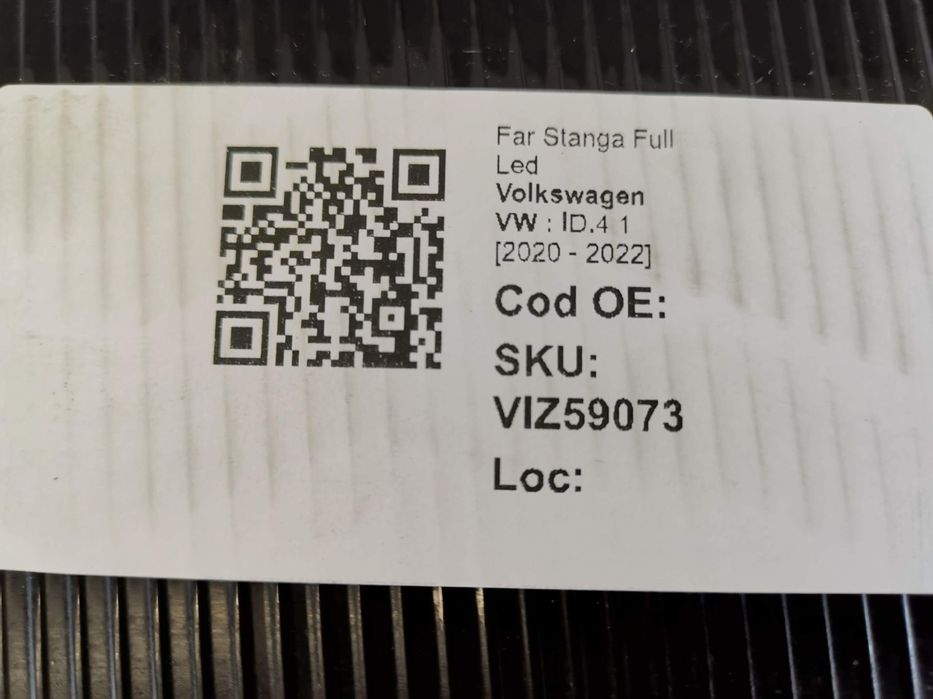 Far Stanga Full
Led
Volkswagen
VW : ID.4 1
[2020 - 2022]
Cod OE:
SKU:
VIZ59073
Loc: